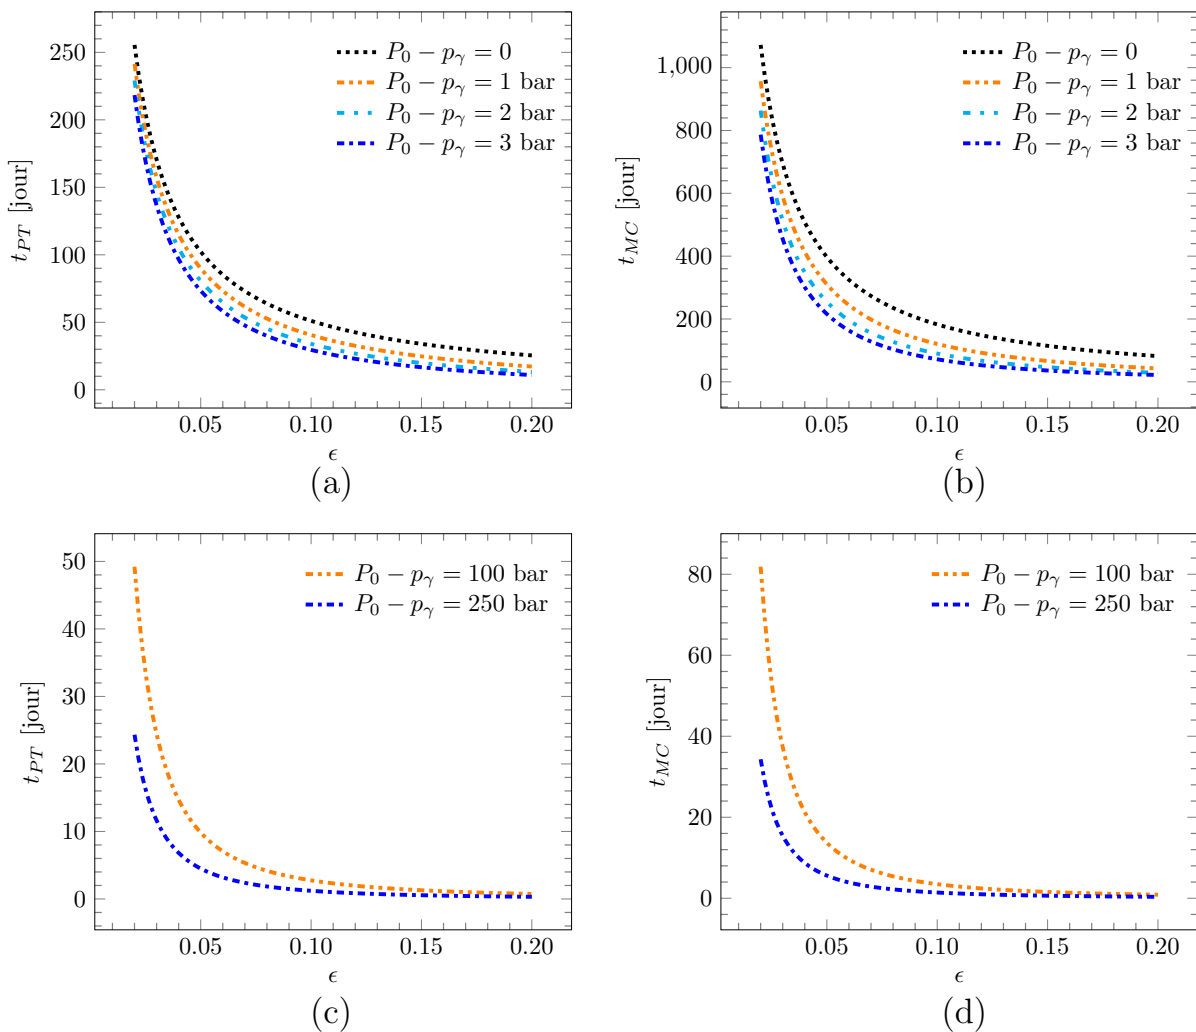 250
200
150
100
50
0
t_{PT} [jour]
P_0 − p_γ = 0
P_0 − p_γ = 1 bar
P_0 − p_γ = 2 bar
P_0 − p_γ = 3 bar
0.05 0.10 0.15 0.20
ϵ
(a)
1,000
800
600
400
200
0
t_{MC} [jour]
P_0 − p_γ = 0
P_0 − p_γ = 1 bar
P_0 − p_γ = 2 bar
P_0 − p_γ = 3 bar
0.05 0.10 0.15 0.20
ϵ
(b)
50
40
30
20
10
0
t_{PT} [jour]
P_0 − p_γ = 100 bar
P_0 − p_γ = 250 bar
0.05 0.10 0.15 0.20
ϵ
(c)
80
60
40
20
0
t_{MC} [jour]
P_0 − p_γ = 100 bar
P_0 − p_γ = 250 bar
0.05 0.10 0.15 0.20
ϵ
(d)